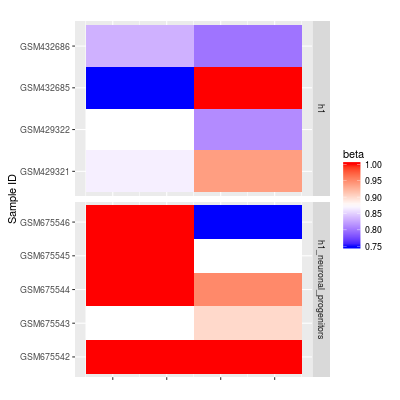 GSM432686
GSM432685
GSM429322
GSM429321
h1
GSM675546
GSM675545
GSM675544
GSM675543
GSM675542
h1_neuronal_progenitors
Sample ID
beta
1.00
0.95
0.90
0.85
0.80
0.75